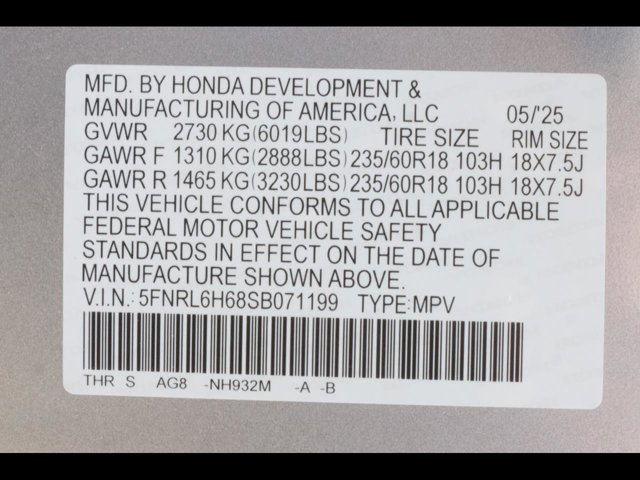 MFD. BY HONDA DEVELOPMENT &
MANUFACTURING OF AMERICA, LLC 05/'25
GVWR 2730 KG(6019LBS) TIRE SIZE RIM SIZE
GAWR F 1310 KG(2888LBS) 235/60R18 103H 18X7.5J
GAWR R 1465 KG(3230LBS) 235/60R18 103H 18X7.5J
THIS VEHICLE CONFORMS TO ALL APPLICABLE
FEDERAL MOTOR VEHICLE SAFETY
STANDARDS IN EFFECT ON THE DATE OF
MANUFACTURE SHOWN ABOVE.
V.I.N.: 5FNRL6H68SB071199 TYPE:MPV
THR S AG8 -NH932M -A -B